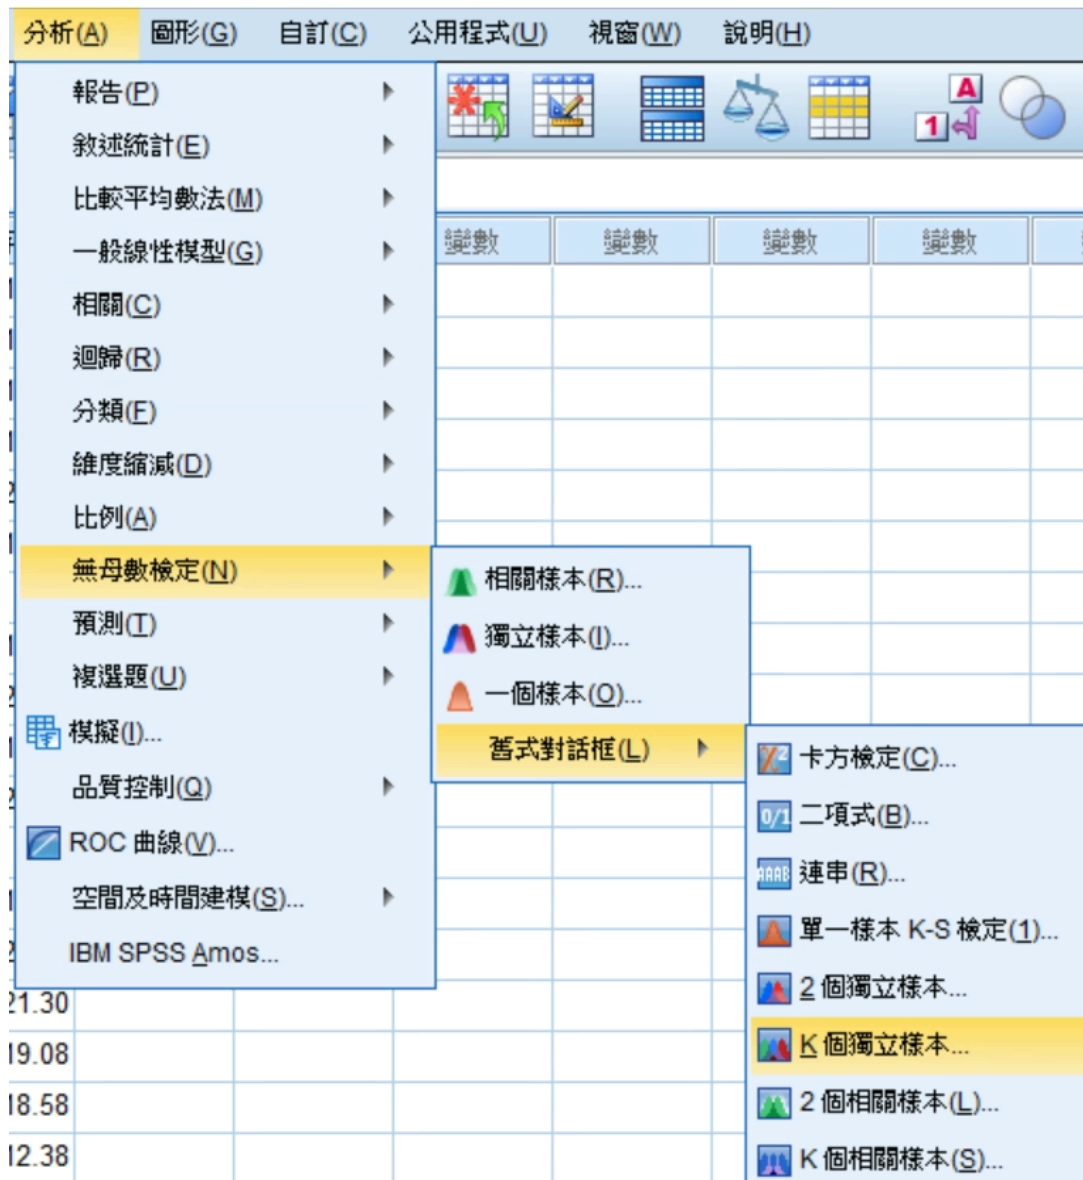 分析(A) 圖形(G) 自訂(C) 公用程式(U) 視窗(W) 說明(H)
報告(P)
敘述統計(E)
比較平均數法(M)
一般線性模型(G)
相關(C)
迴歸(R)
分類(F)
維度縮減(D)
比例(A)
無母數檢定(N)
預測(T)
複選題(U)
模擬(I)...
品質控制(Q)
ROC 曲線(V)...
空間及時間建模(S)...
IBM SPSS Amos...
A
1
變數 變數 變數 變數
相關樣本(R)...
獨立樣本(I)...
一個樣本(O)...
舊式對話框(L)
卡方檢定(C)...
0/1 二項式(B)...
AAAB 連串(R)...
單一樣本 K-S 檢定(1)...
2 個獨立樣本...
K 個獨立樣本...
2 個相關樣本(L)...
K 個相關樣本(S)...
21.30
19.08
18.58
12.38